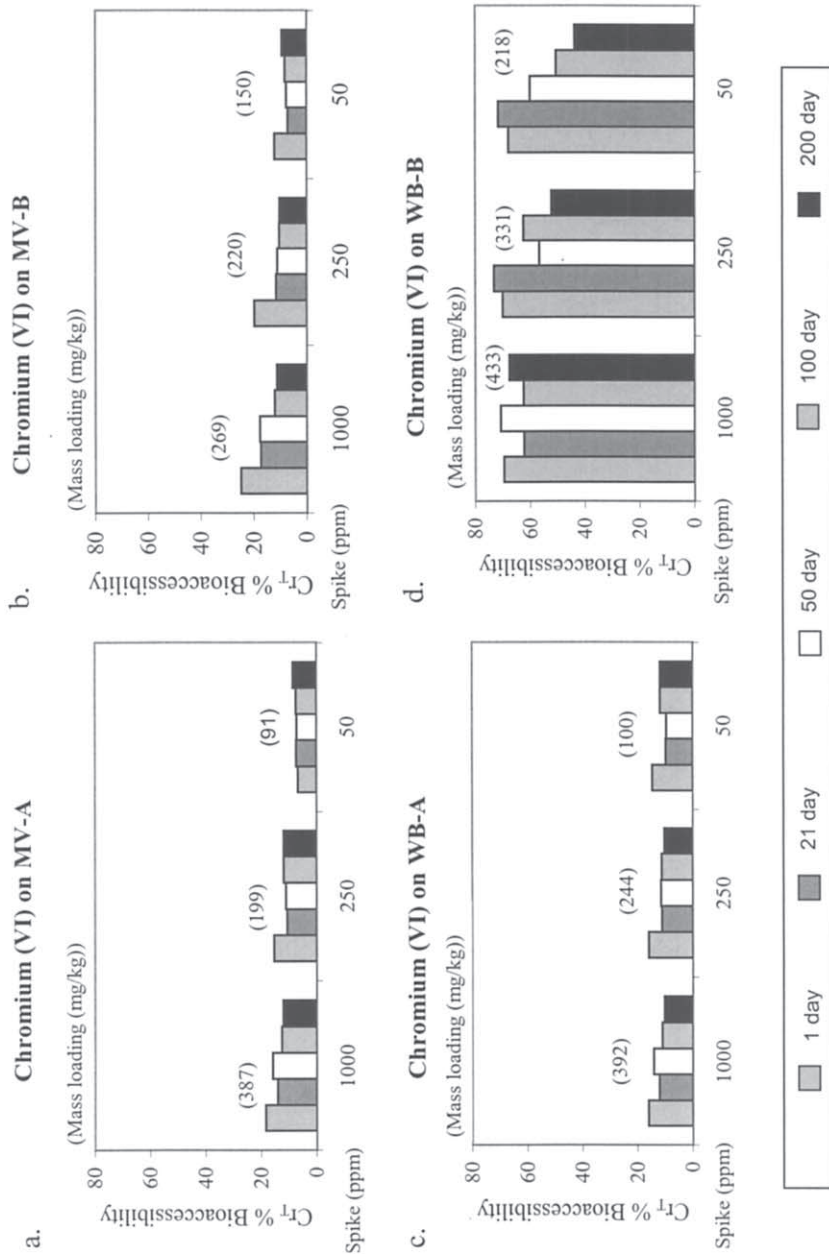 a.
Chromium (VI) on MV-A
(Mass loading (mg/kg))
Cr_T % Bioaccessibility
80
60
40
20
0
(387)
(199)
(91)
1000
250
50
Spike (ppm)
b.
Chromium (VI) on MV-B
(Mass loading (mg/kg))
Cr_T % Bioaccessibility
80
60
40
20
0
(269)
(220)
(150)
1000
250
50
Spike (ppm)
c.
Chromium (VI) on WB-A
(Mass loading (mg/kg))
Cr_T % Bioaccessibility
80
60
40
20
0
(392)
(244)
(100)
1000
250
50
Spike (ppm)
d.
Chromium (VI) on WB-B
(Mass loading (mg/kg))
Cr_T % Bioaccessibility
80
60
40
20
0
(433)
(331)
(218)
1000
250
50
Spike (ppm)
1 day
21 day
50 day
100 day
200 day